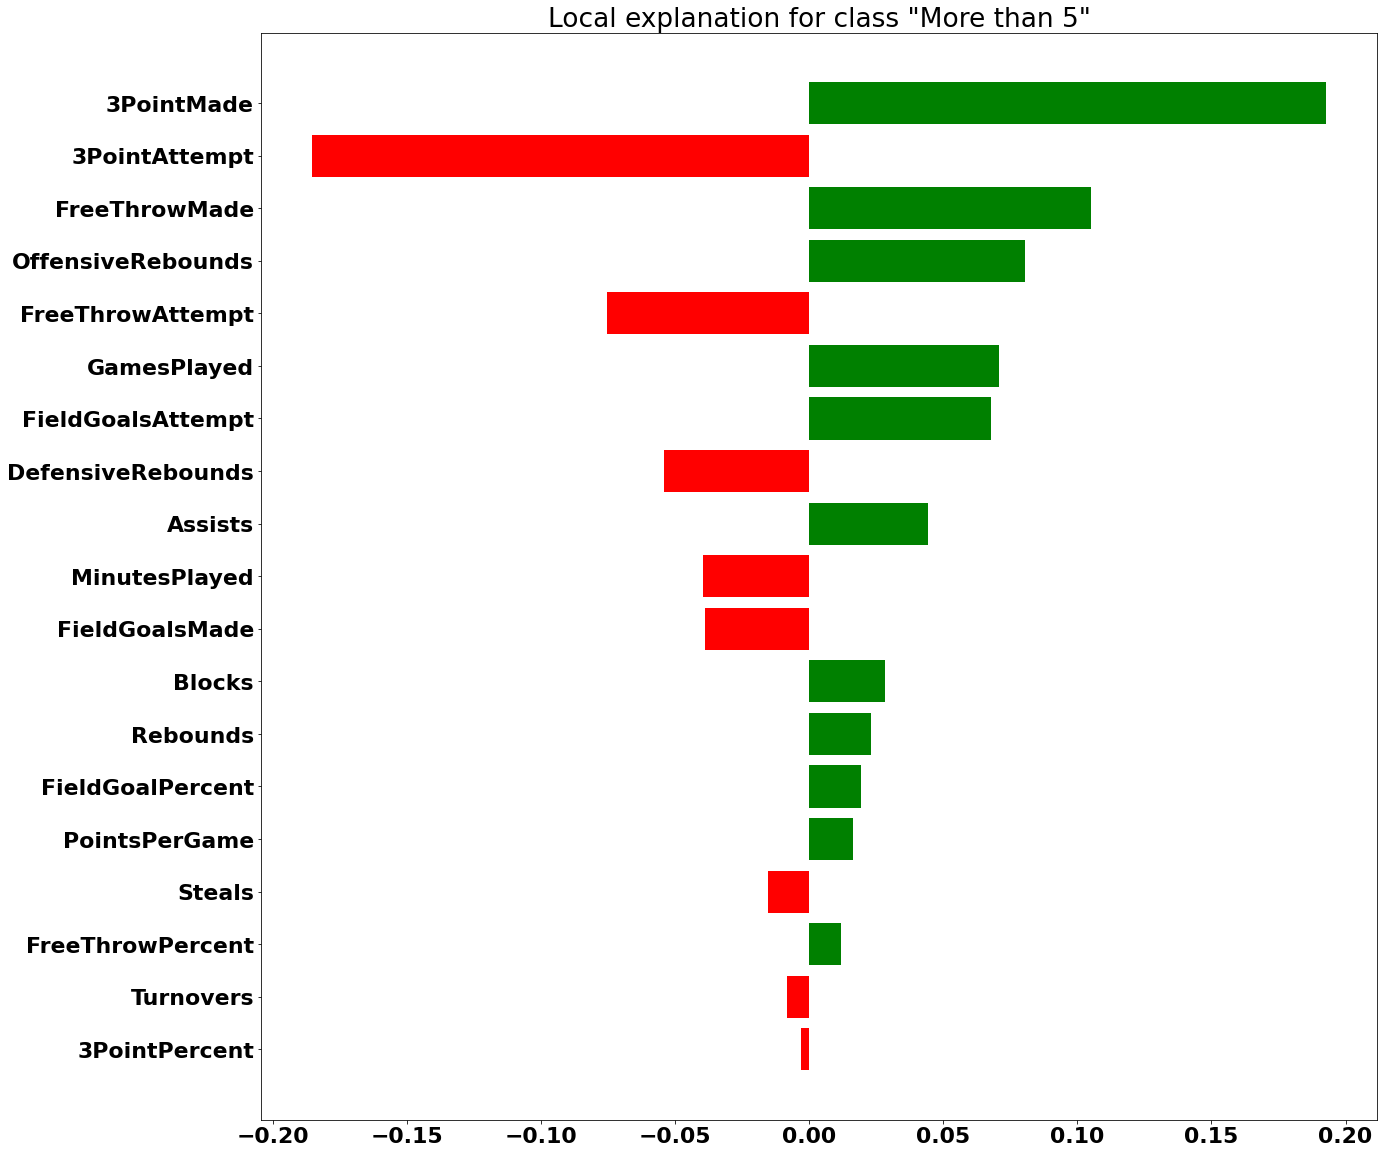 Local explanation for class "More than 5"
3PointMade
3PointAttempt
FreeThrowMade
OffensiveRebounds
FreeThrowAttempt
GamesPlayed
FieldGoalsAttempt
DefensiveRebounds
Assists
MinutesPlayed
FieldGoalsMade
Blocks
Rebounds
FieldGoalPercent
PointsPerGame
Steals
FreeThrowPercent
Turnovers
3PointPercent
−0.20 −0.15 −0.10 −0.05 0.00 0.05 0.10 0.15 0.20